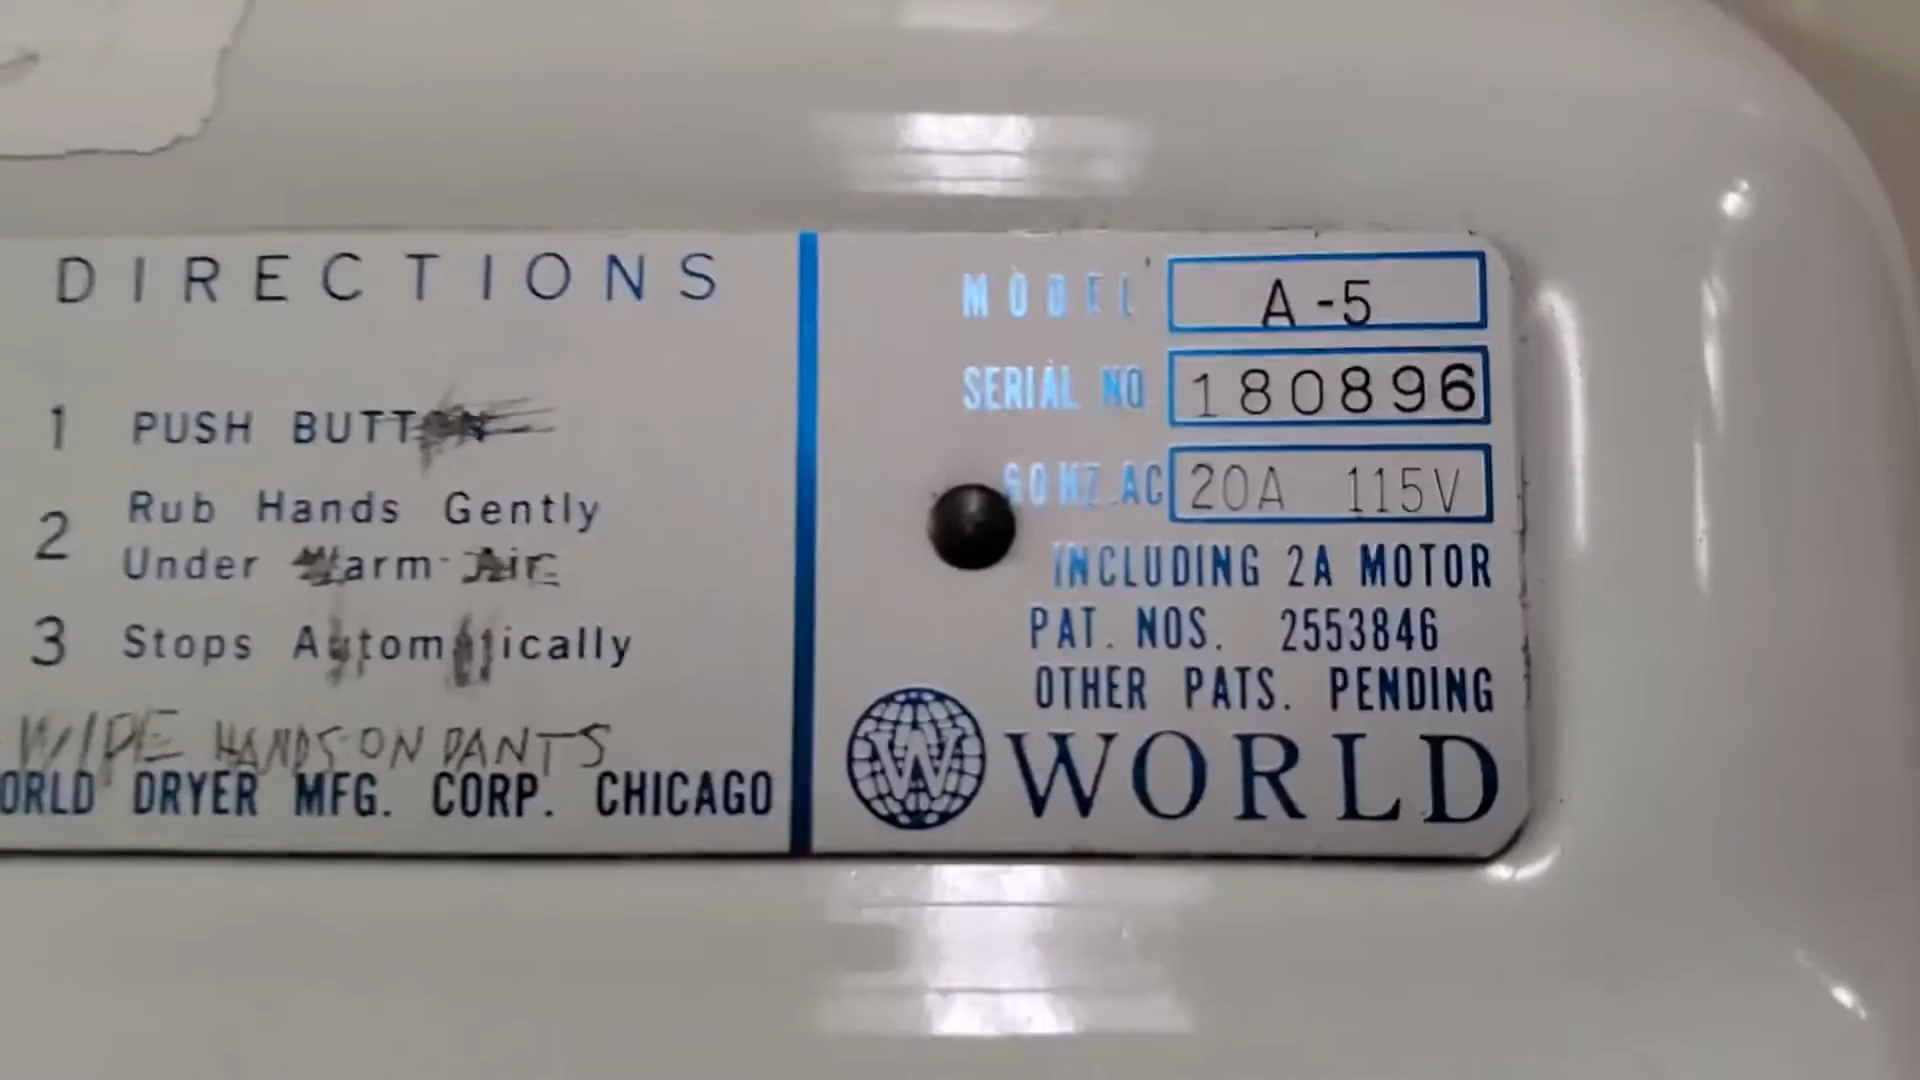 DIRECTIONS
1 PUSH BUTTON
2 Rub Hands Gently
Under Warm Air
3 Stops Automatically
WIPE HANDS ON PANTS
ORLD DRYER MFG. CORP. CHICAGO
MODEL A-5
SERIAL NO 180896
60HZ.AC 20A 115V
INCLUDING 2A MOTOR
PAT. NOS. 2553846
OTHER PATS. PENDING
W WORLD